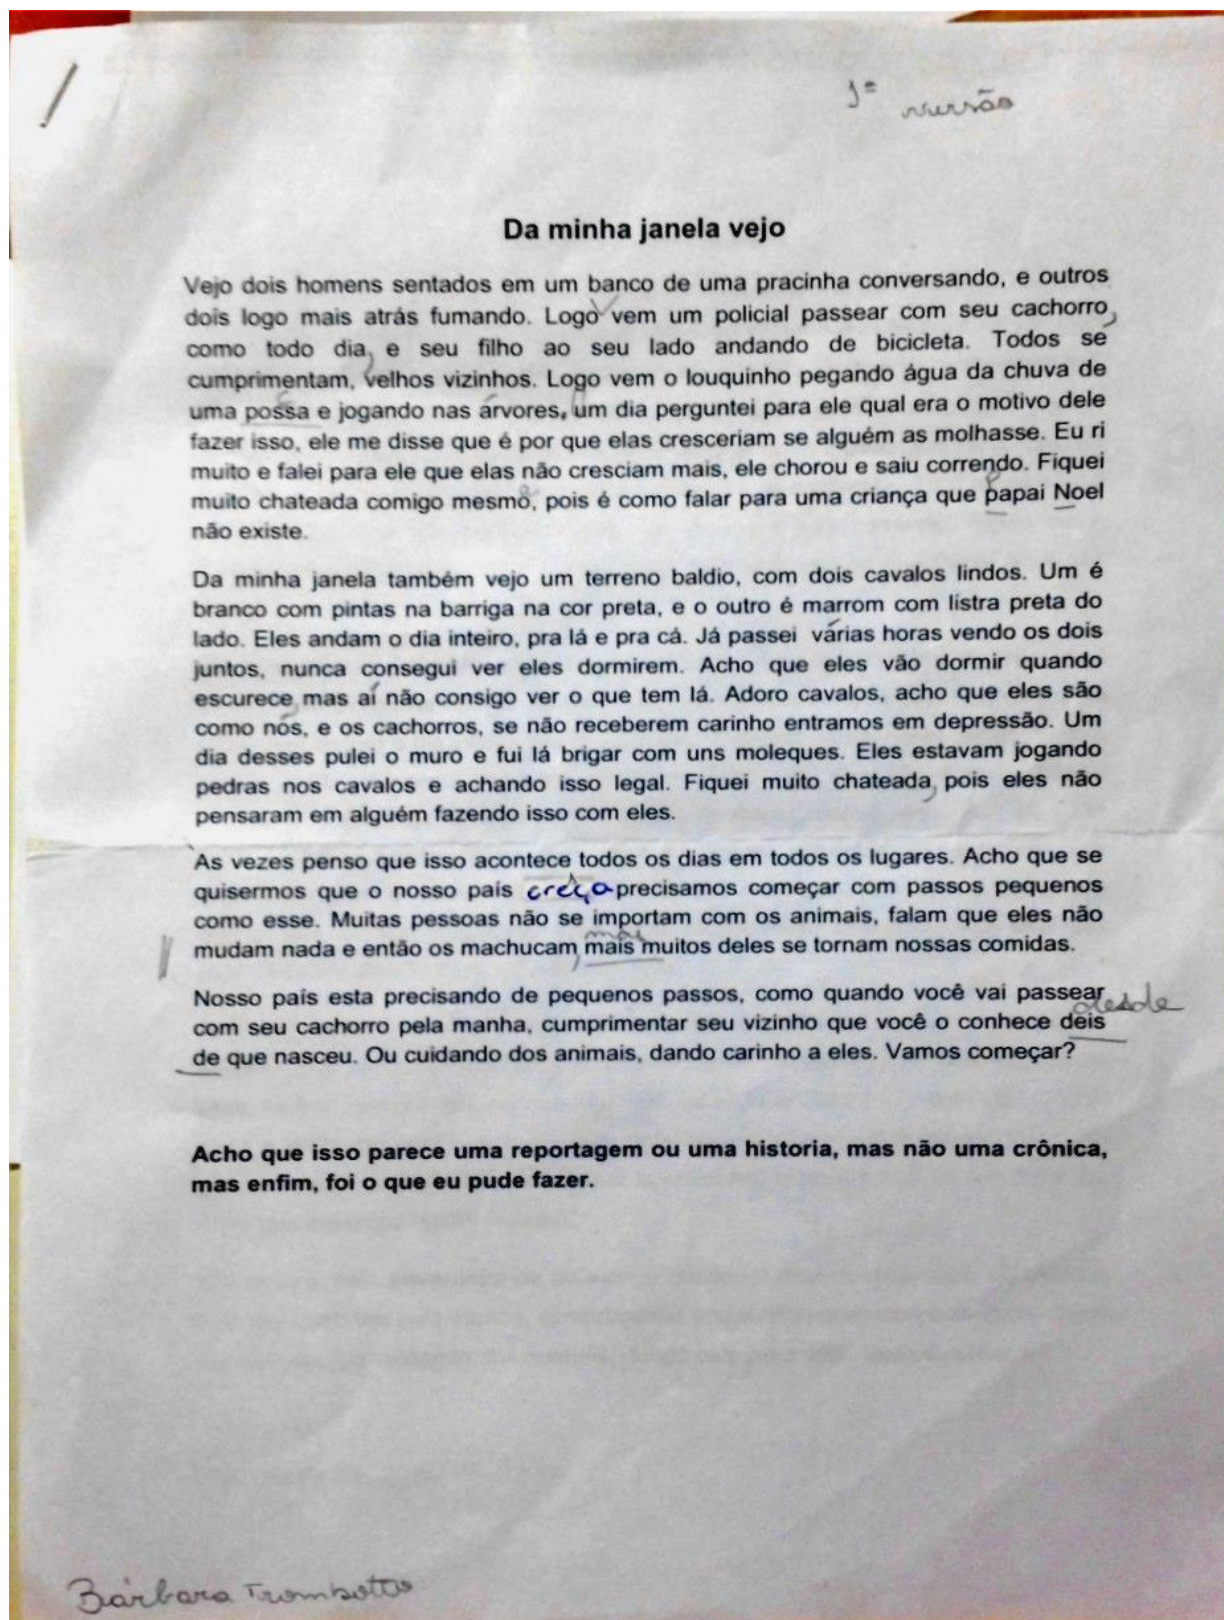 1ª versão
Da minha janela vejo
Vejo dois homens sentados em um banco de uma pracinha conversando, e outros
dois logo mais atrás fumando. Logo vem um policial passear com seu cachorro,
como todo dia, e seu filho ao seu lado andando de bicicleta. Todos se
cumprimentam, velhos vizinhos. Logo vem o louquinho pegando água da chuva de
uma possa e jogando nas árvores, um dia perguntei para ele qual era o motivo dele
fazer isso, ele me disse que é por que elas cresceriam se alguém as molhasse. Eu ri
muito e falei para ele que elas não cresciam mais, ele chorou e saiu correndo. Fiquei
muito chateada comigo mesmo, pois é como falar para uma criança que papai Noel
não existe.
Da minha janela também vejo um terreno baldio, com dois cavalos lindos. Um é
branco com pintas na barriga na cor preta, e o outro é marrom com listra preta do
lado. Eles andam o dia inteiro, pra lá e pra cá. Já passei várias horas vendo os dois
juntos, nunca consegui ver eles dormirem. Acho que eles vão dormir quando
escurece, mas aí não consigo ver o que tem lá. Adoro cavalos, acho que eles são
como nós, e os cachorros, se não receberem carinho entramos em depressão. Um
dia desses pulei o muro e fui lá brigar com uns moleques. Eles estavam jogando
pedras nos cavalos e achando isso legal. Fiquei muito chateada, pois eles não
pensaram em alguém fazendo isso com eles.
As vezes penso que isso acontece todos os dias em todos os lugares. Acho que se
quisermos que o nosso país creça precisamos começar com passos pequenos
como esse. Muitas pessoas não se importam com os animais, falam que eles não
mas
mudam nada e então os machucam, mais muitos deles se tornam nossas comidas.
Nosso país esta precisando de pequenos passos, como quando você vai passear
desde
com seu cachorro pela manha, cumprimentar seu vizinho que você o conhece deis
de que nasceu. Ou cuidando dos animais, dando carinho a eles. Vamos começar?
Acho que isso parece uma reportagem ou uma historia, mas não uma crônica,
mas enfim, foi o que eu pude fazer.
Bárbara Trombotto